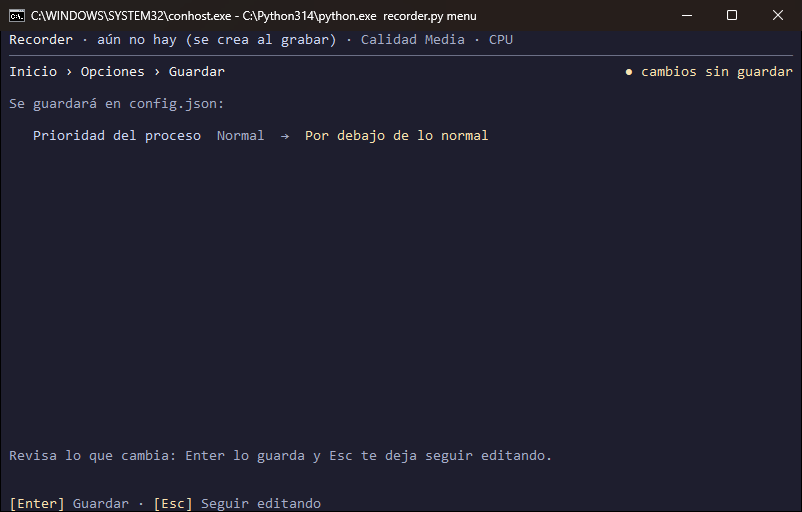 C:\WINDOWS\SYSTEM32\conhost.exe - C:\Python314\python.exe  recorder.py menu
Recorder · aún no hay (se crea al grabar) · Calidad Media · CPU
Inicio › Opciones › Guardar ● cambios sin guardar
Se guardará en config.json:
Prioridad del proceso  Normal  →  Por debajo de lo normal
Revisa lo que cambia: Enter lo guarda y Esc te deja seguir editando.
[Enter] Guardar · [Esc] Seguir editando